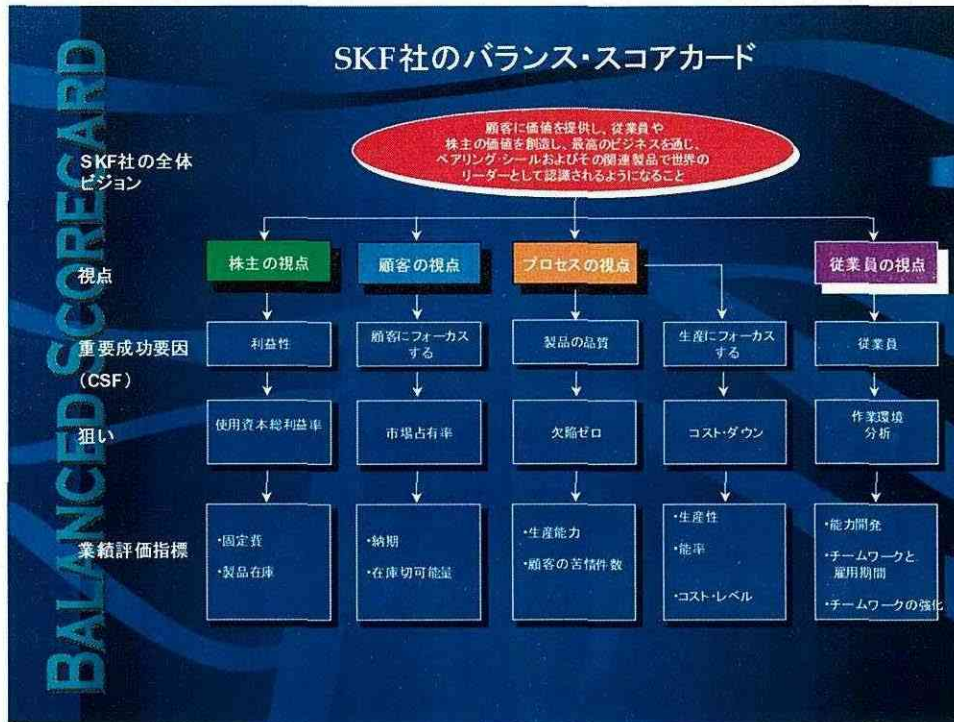 SKF社のバランス・スコアカード
BALANCED SCORECARD
SKF社の全体
ビジョン
顧客に価値を提供し、従業員や
株主の価値を創造し、最高のビジネスを通じ、
ベアリング・シールおよびその関連製品で世界の
リーダーとして認識されるようになること
視点
株主の視点
顧客の視点
プロセスの視点
従業員の視点
重要成功要因
(CSF)
利益性
顧客にフォーカス
する
製品の品質
生産にフォーカス
する
従業員
狙い
使用資本総利益率
市場占有率
欠陥ゼロ
コスト・ダウン
作業環境
分析
業績評価指標
・固定費
・製品在庫
・納期
・在庫切可能量
・生産能力
・顧客の苦情件数
・生産性
・能率
・コスト・レベル
・能力開発
・チームワークと
雇用期間
・チームワークの強化